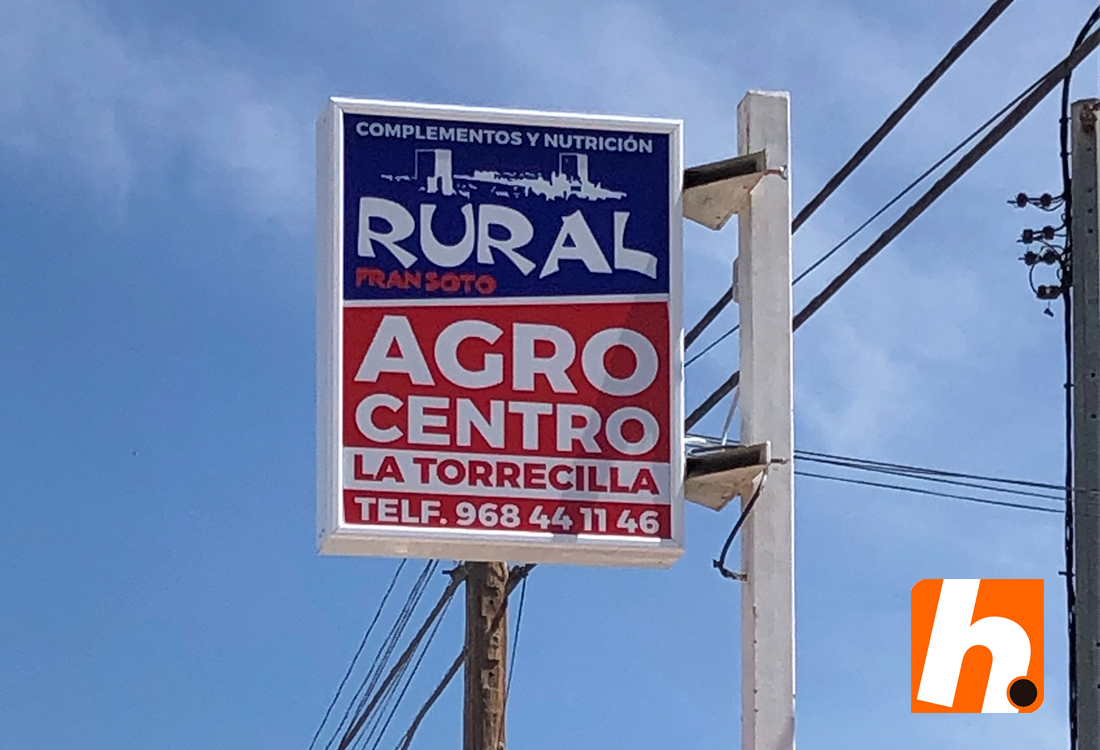 COMPLEMENTOS Y NUTRICIÓN
RURAL
FRAN SOTO
AGRO
CENTRO
LA TORRECILLA
TELF. 968 44 11 46
h.